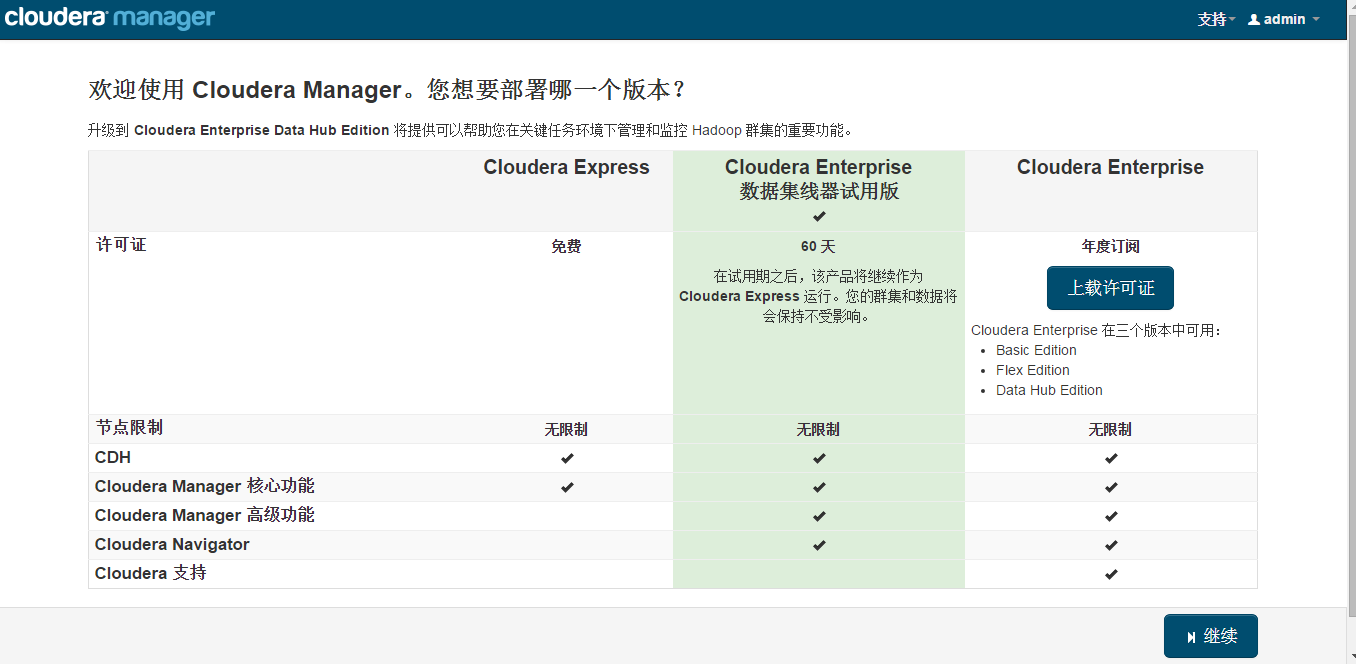 cloudera manager
支持 admin
欢迎使用 Cloudera Manager。您想要部署哪一个版本？
升级到 Cloudera Enterprise Data Hub Edition 将提供可以帮助您在关键任务环境下管理和监控 Hadoop 群集的重要功能。
Cloudera Express
Cloudera Enterprise
数据集线器试用版
Cloudera Enterprise
许可证
免费
60 天
在试用期之后，该产品将继续作为
Cloudera Express 运行。您的群集和数据将
会保持不受影响。
年度订阅
上载许可证
Cloudera Enterprise 在三个版本中可用：
Basic Edition
Flex Edition
Data Hub Edition
节点限制 无限制 无限制 无限制
CDH
Cloudera Manager 核心功能
Cloudera Manager 高级功能
Cloudera Navigator
Cloudera 支持
继续